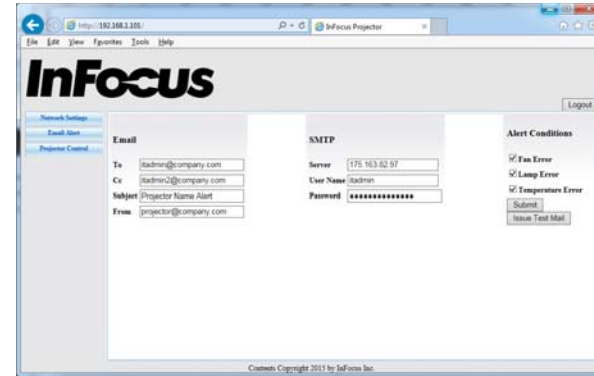 http://192.168.1.101/
InFocus Projector
File Edit View Favorites Tools Help
InFocus
Logout
Network Settings
Email Alert
Projector Control
Email
To itadmin@company.com
Cc itadmin2@company.com
Subject Projector Name Alert
From projector@company.com
SMTP
Server 175.163.82.97
User Name itadmin
Password ●●●●●●●●●●●●●●
Alert Conditions
Fan Error
Lamp Error
Temperature Error
Submit
Issue Test Mail
Contents Copyright 2015 by InFocus Inc.